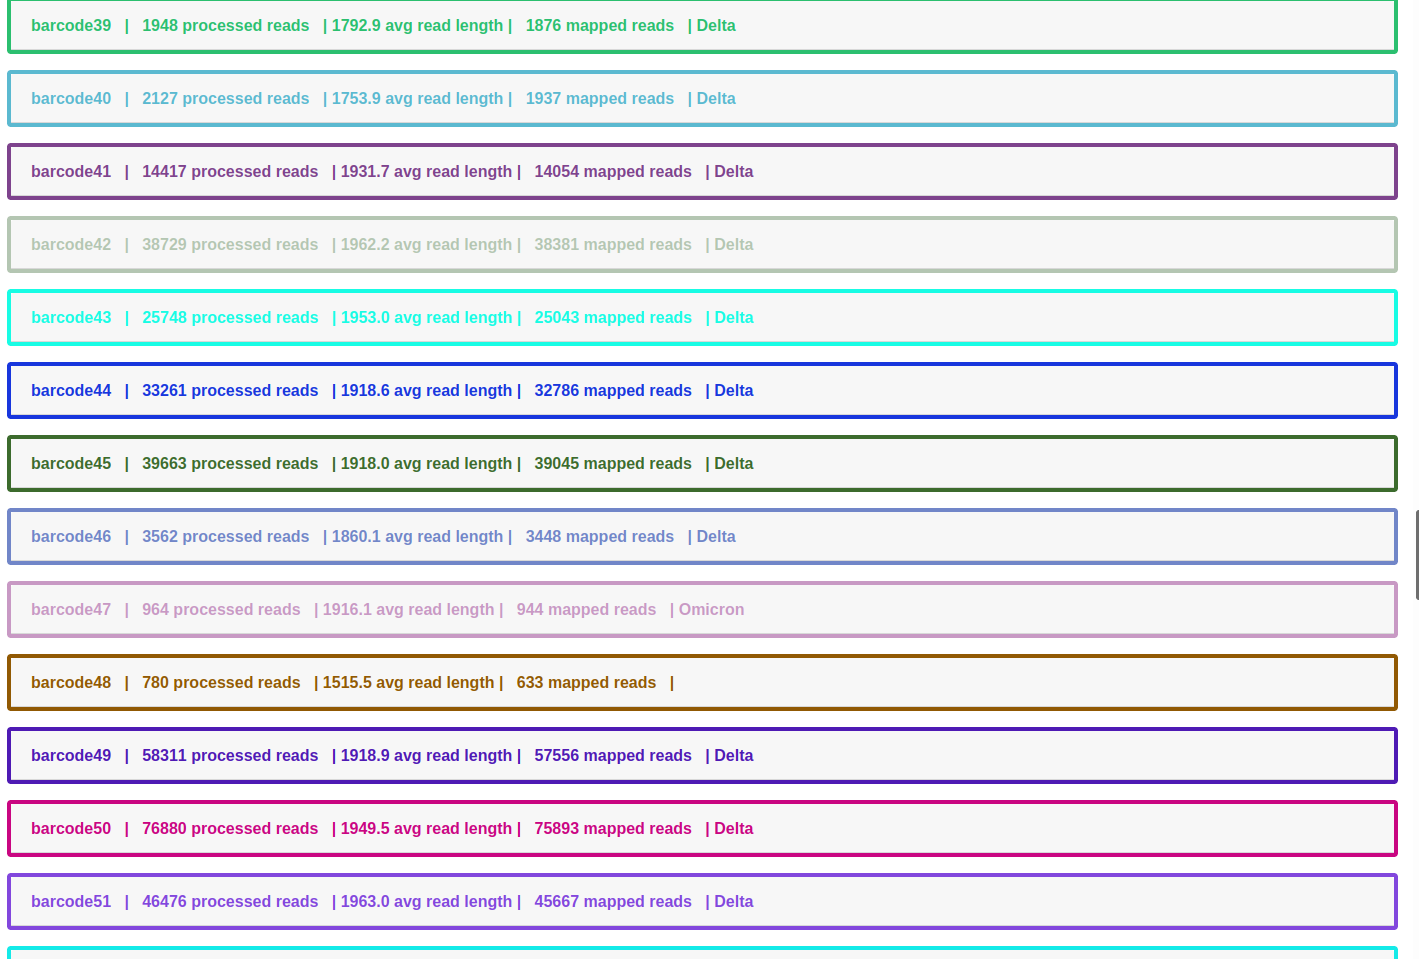 barcode39 | 1948 processed reads | 1792.9 avg read length | 1876 mapped reads | Delta
barcode40 | 2127 processed reads | 1753.9 avg read length | 1937 mapped reads | Delta
barcode41 | 14417 processed reads | 1931.7 avg read length | 14054 mapped reads | Delta
barcode42 | 38729 processed reads | 1962.2 avg read length | 38381 mapped reads | Delta
barcode43 | 25748 processed reads | 1953.0 avg read length | 25043 mapped reads | Delta
barcode44 | 33261 processed reads | 1918.6 avg read length | 32786 mapped reads | Delta
barcode45 | 39663 processed reads | 1918.0 avg read length | 39045 mapped reads | Delta
barcode46 | 3562 processed reads | 1860.1 avg read length | 3448 mapped reads | Delta
barcode47 | 964 processed reads | 1916.1 avg read length | 944 mapped reads | Omicron
barcode48 | 780 processed reads | 1515.5 avg read length | 633 mapped reads |
barcode49 | 58311 processed reads | 1918.9 avg read length | 57556 mapped reads | Delta
barcode50 | 76880 processed reads | 1949.5 avg read length | 75893 mapped reads | Delta
barcode51 | 46476 processed reads | 1963.0 avg read length | 45667 mapped reads | Delta